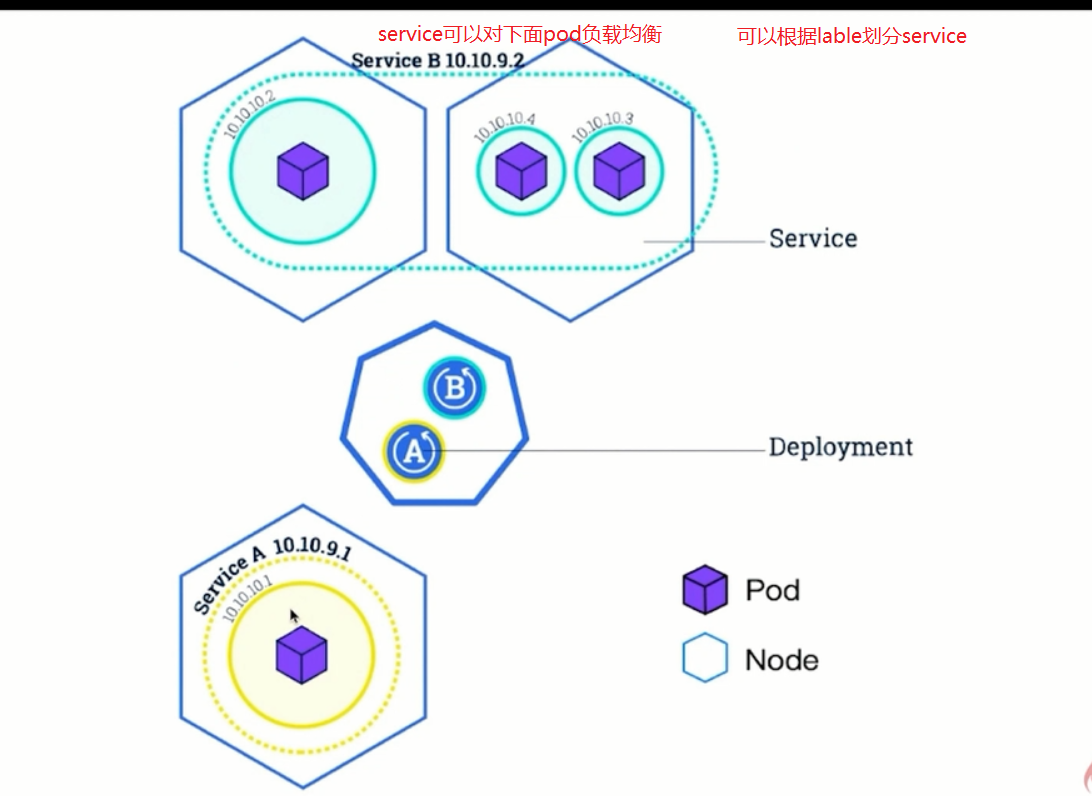 service可以对下面pod负载均衡
可以根据lable划分service
Service B 10.10.9.2
10.10.10.2
10.10.10.4
10.10.10.3
Service
B
A
Deployment
Service A 10.10.9.1
10.10.10.1
Pod
Node